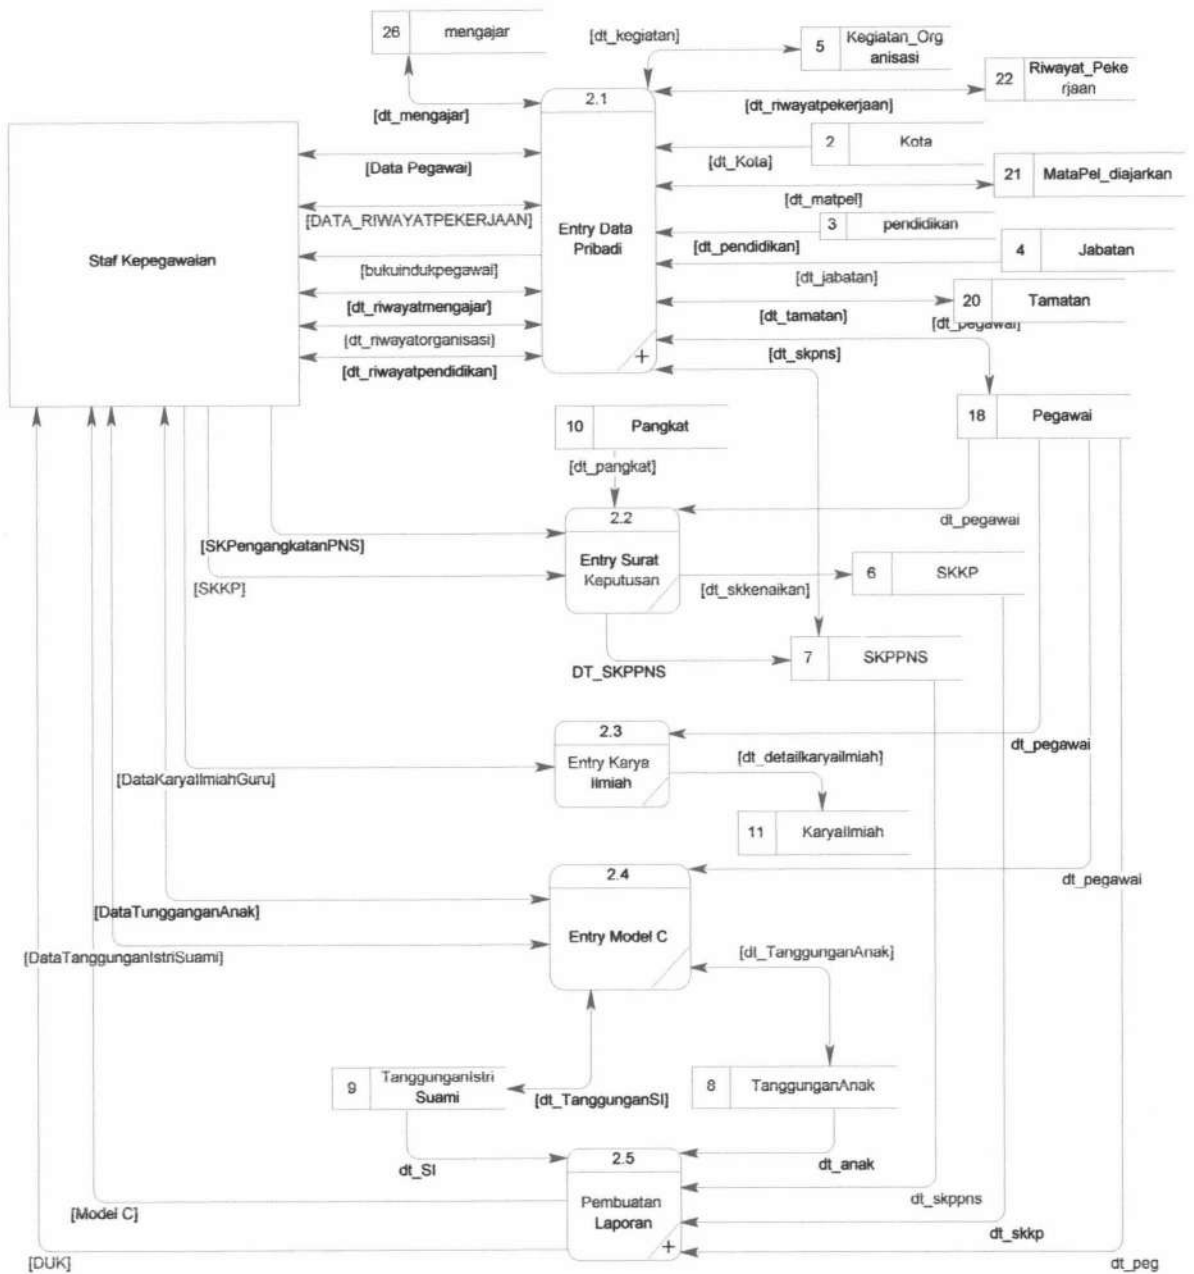 26 mengajar
[dt_kegiatan]
5 Kegiatan_Org
anisasi
22 Riwayat_Peke
rjaan
[dt_mengajar]
2.1
[dt_riwayatpekerjaan]
2 Kota
[Data Pegawai]
[dt_Kota]
21 MataPel_diajarkan
[DATA_RIWAYATPEKERJAAN]
[dt_matpel]
Entry Data
Pribadi
3 pendidikan
[dt_pendidikan]
4 Jabatan
Staf Kepegawaian
[bukuindukpegawai]
[dt_jabatan]
[dt_riwayatmengajar]
20 Tamatan
[dt_tamatan]
[dt_pegawai]
[dt_riwayatorganisasi]
[dt_skpns]
+
[dt_riwayatpendidikan]
10 Pangkat
18 Pegawai
[dt_pangkat]
2.2
dt_pegawai
[SKPengangkatanPNS]
Entry Surat
Keputusan
[SKKP]
[dt_skkenaikan]
6 SKKP
DT_SKPPNS
7 SKPPNS
2.3
dt_pegawai
Entry Karya
Ilmiah
[dt_detailkaryailmiah]
[DataKaryaIlmiahGuru]
11 KaryaIlmiah
2.4
dt_pegawai
[DataTungganganAnak]
Entry Model C
[DataTanggunganIstriSuami]
[dt_TanggunganAnak]
9 TanggunganIstri
Suami
[dt_TanggunganSI]
8 TanggunganAnak
2.5
dt_SI
dt_anak
Pembuatan
Laporan
dt_skppns
[Model C]
dt_skkp
+
[DUK]
dt_peg